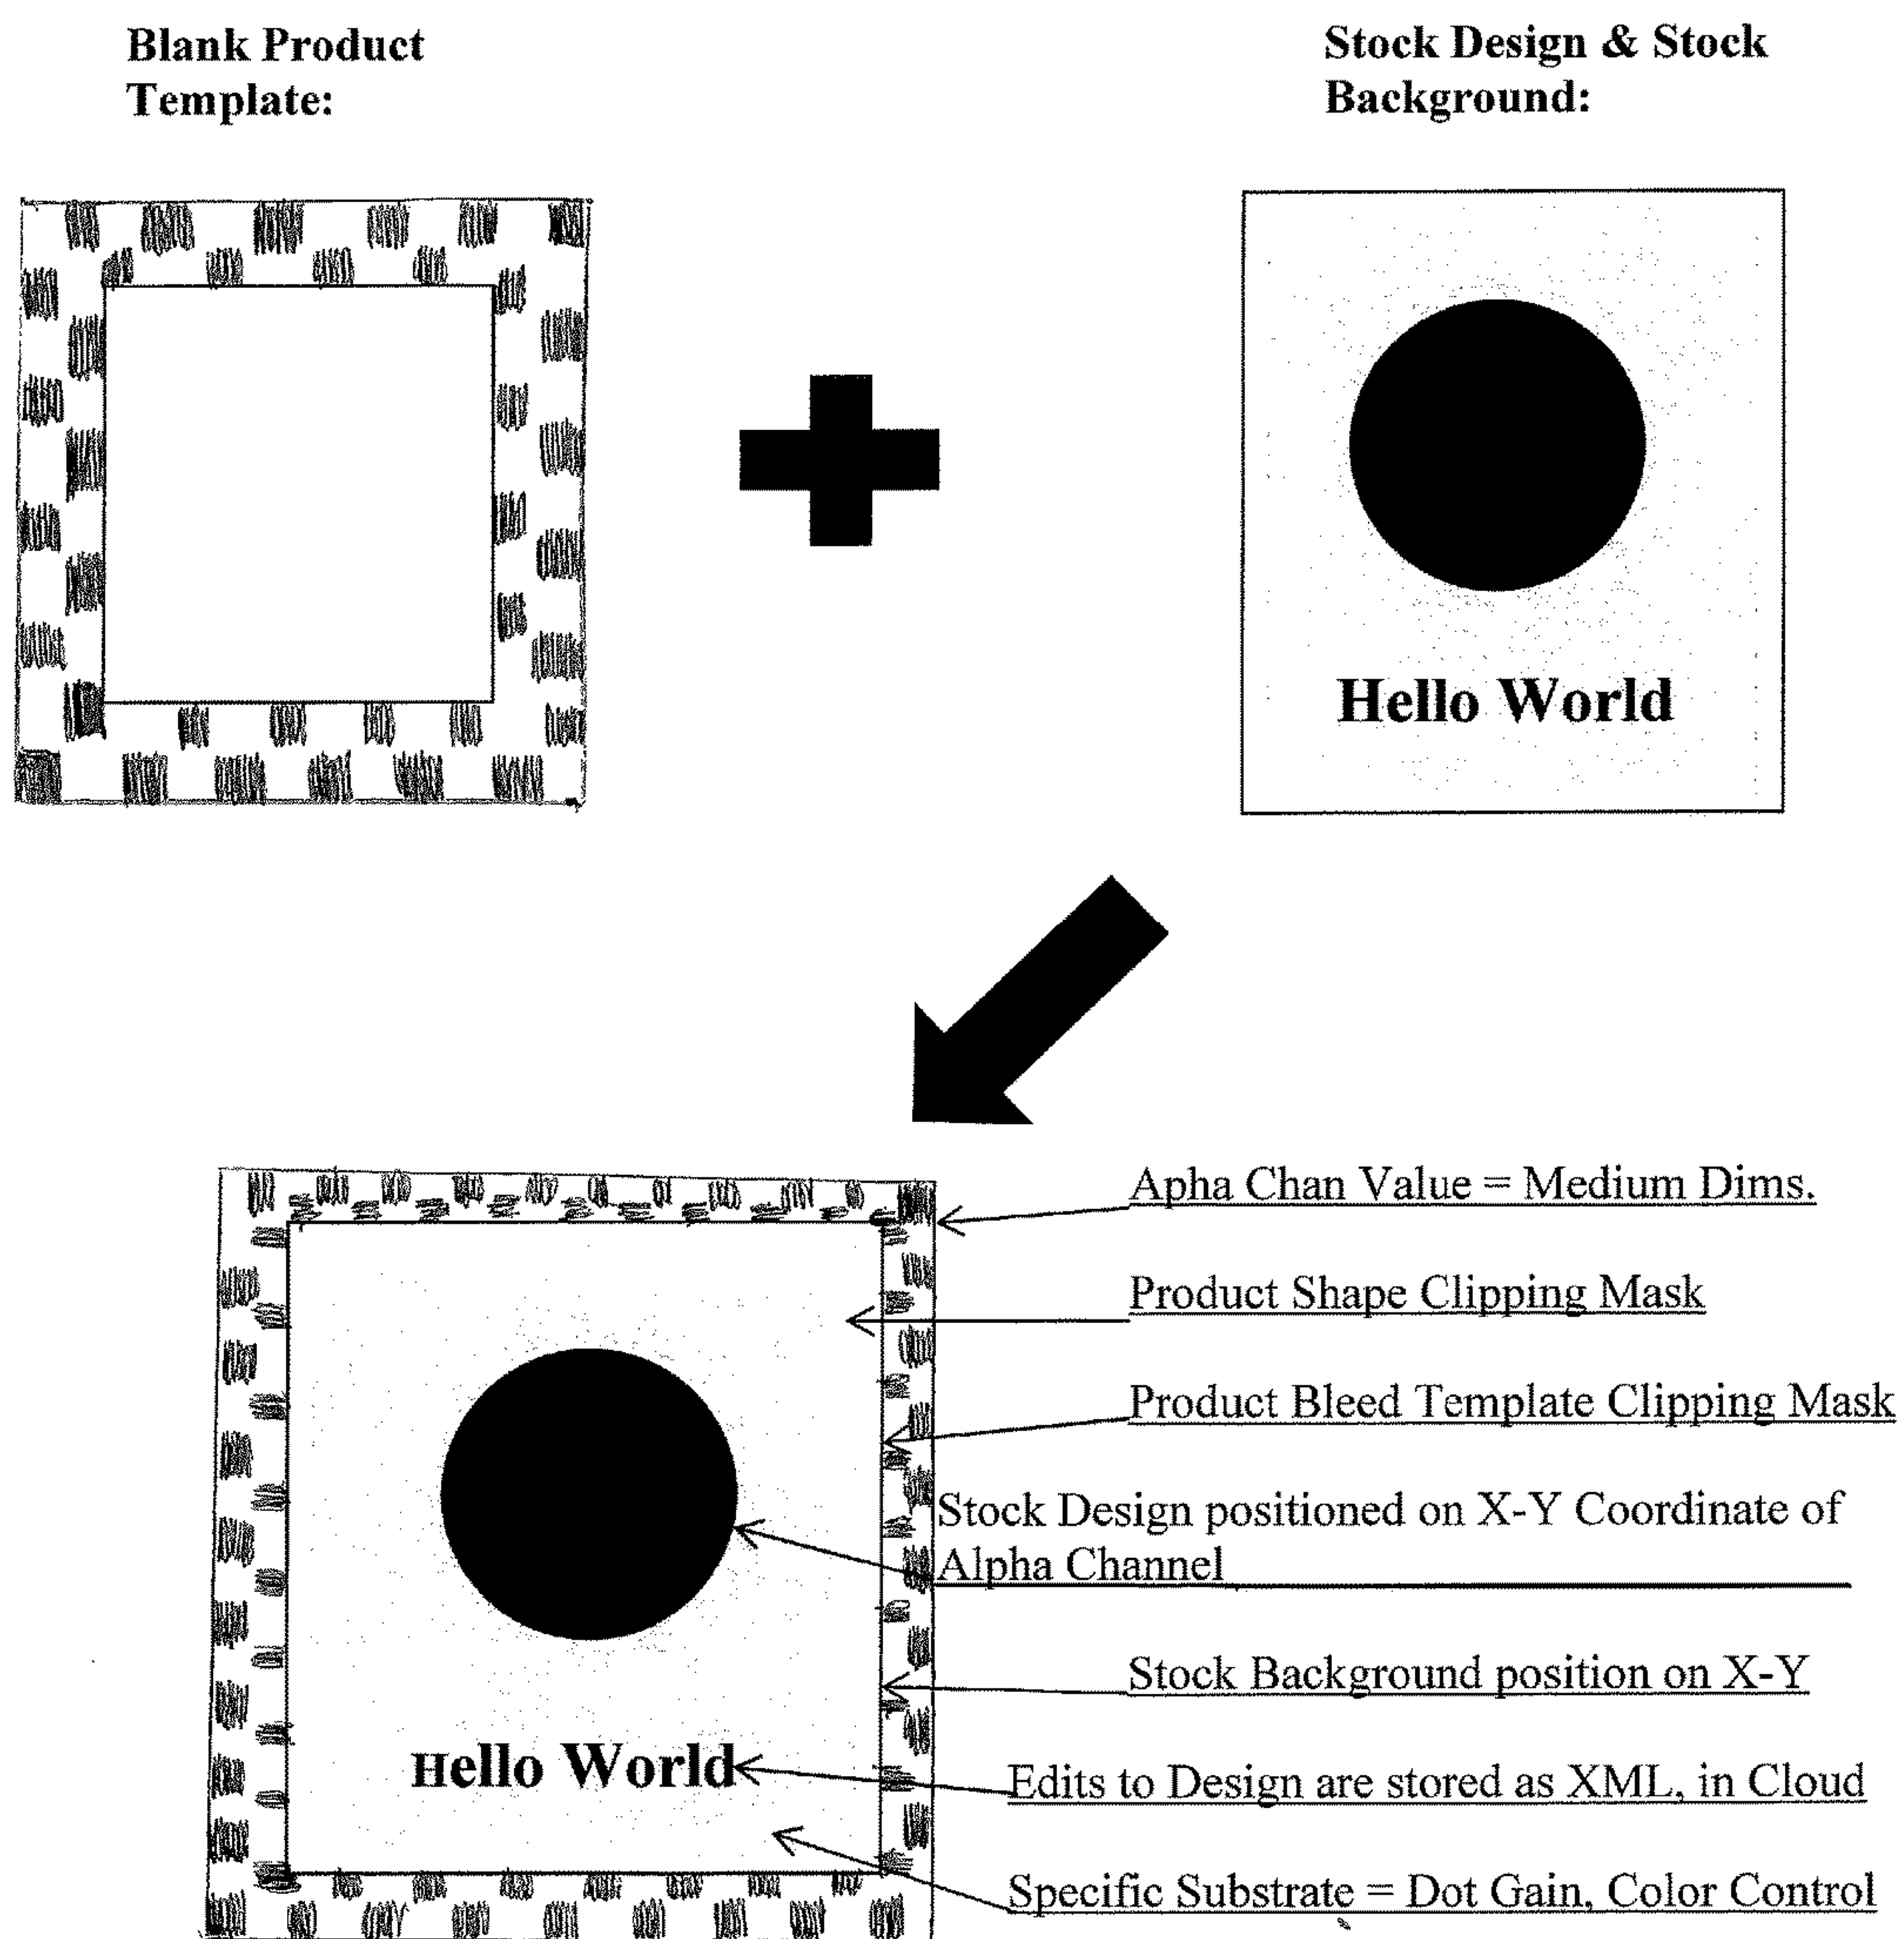 Blank Product
Template:
Stock Design & Stock
Background:
Hello World
Apha Chan Value = Medium Dims.
Product Shape Clipping Mask
Product Bleed Template Clipping Mask
Stock Design positioned on X-Y Coordinate of
Alpha Channel
Stock Background position on X-Y
Hello World
Edits to Design are stored as XML, in Cloud
Specific Substrate = Dot Gain, Color Control